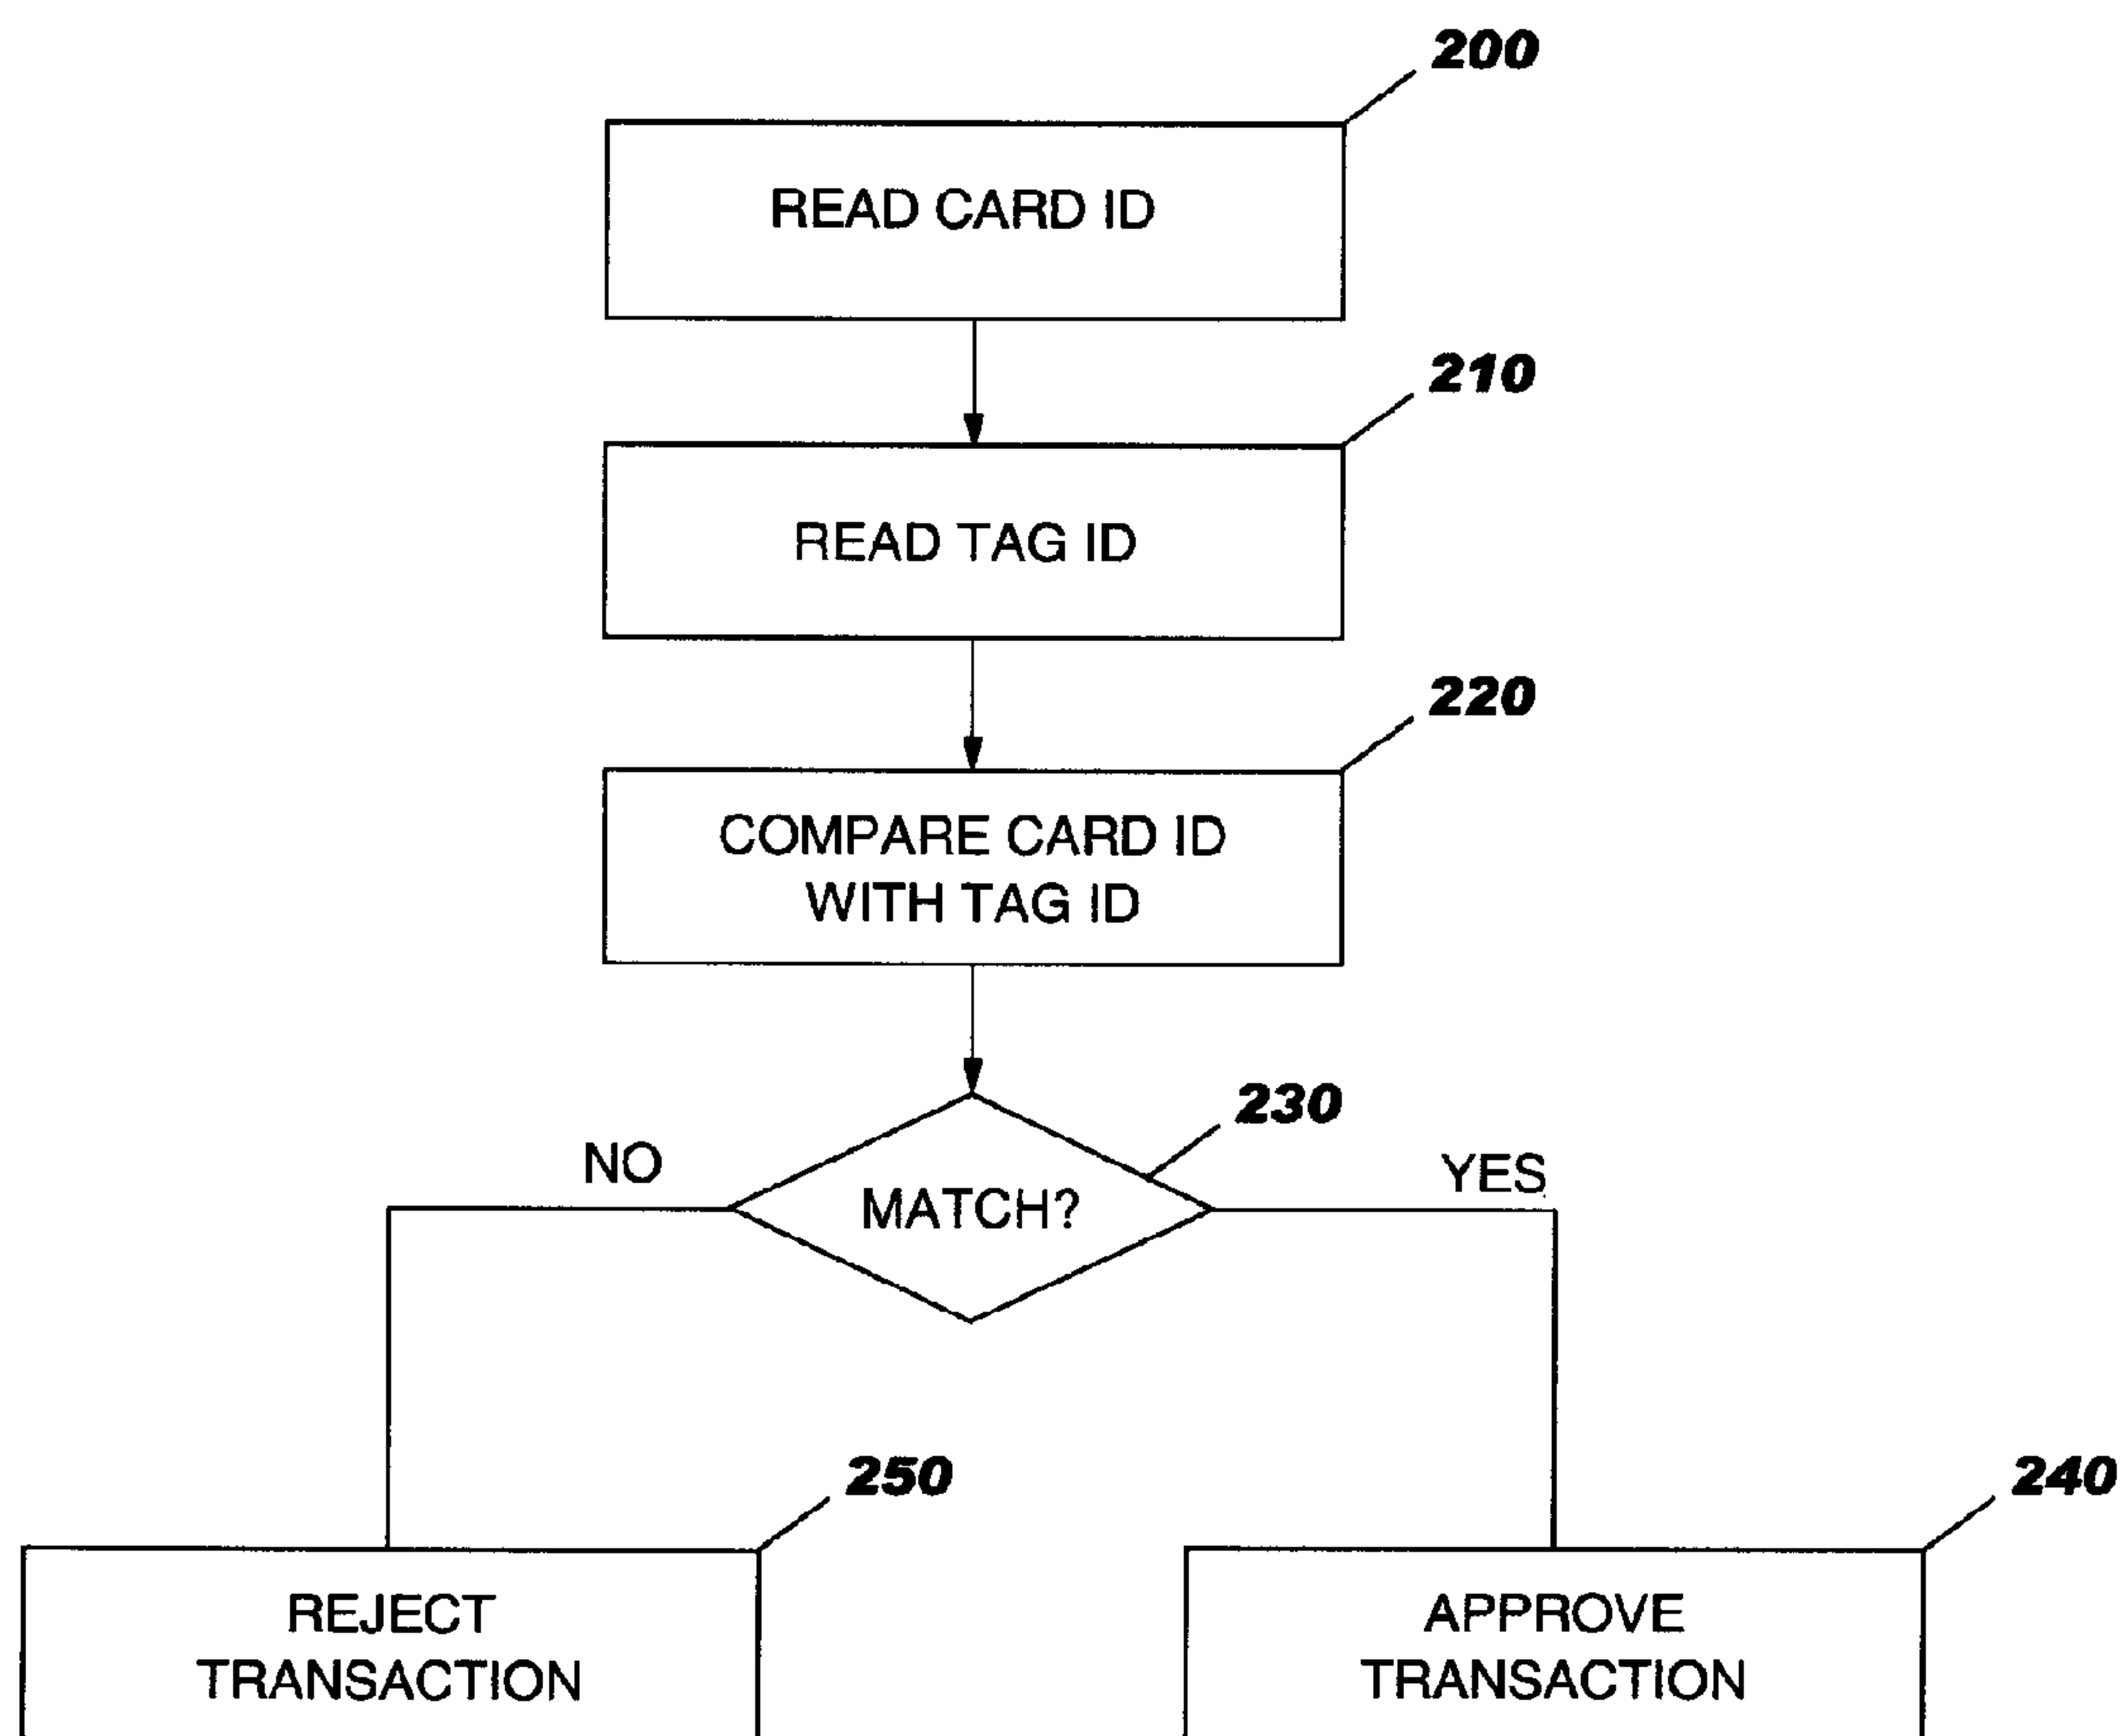 200
READ CARD ID
210
READ TAG ID
220
COMPARE CARD ID
WITH TAG ID
230
NO
YES
MATCH?
250
240
REJECT
TRANSACTION
APPROVE
TRANSACTION